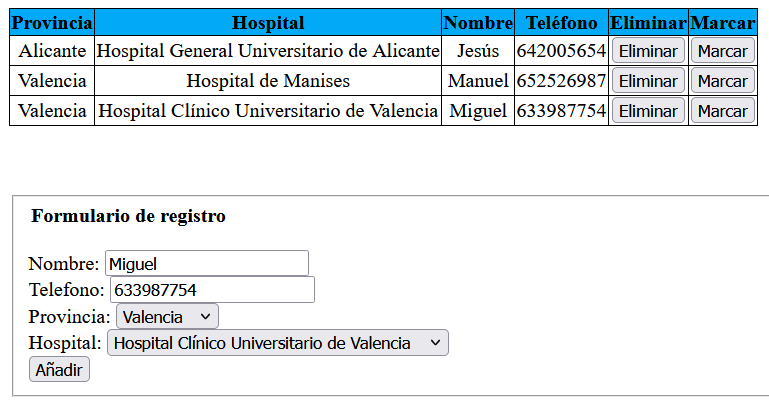 Provincia Hospital Nombre Teléfono Eliminar Marcar
Alicante Hospital General Universitario de Alicante Jesús 642005654 Eliminar Marcar
Valencia Hospital de Manises Manuel 652526987 Eliminar Marcar
Valencia Hospital Clínico Universitario de Valencia Miguel 633987754 Eliminar Marcar
Formulario de registro
Nombre: Miguel
Telefono: 633987754
Provincia: Valencia
Hospital: Hospital Clínico Universitario de Valencia
Añadir